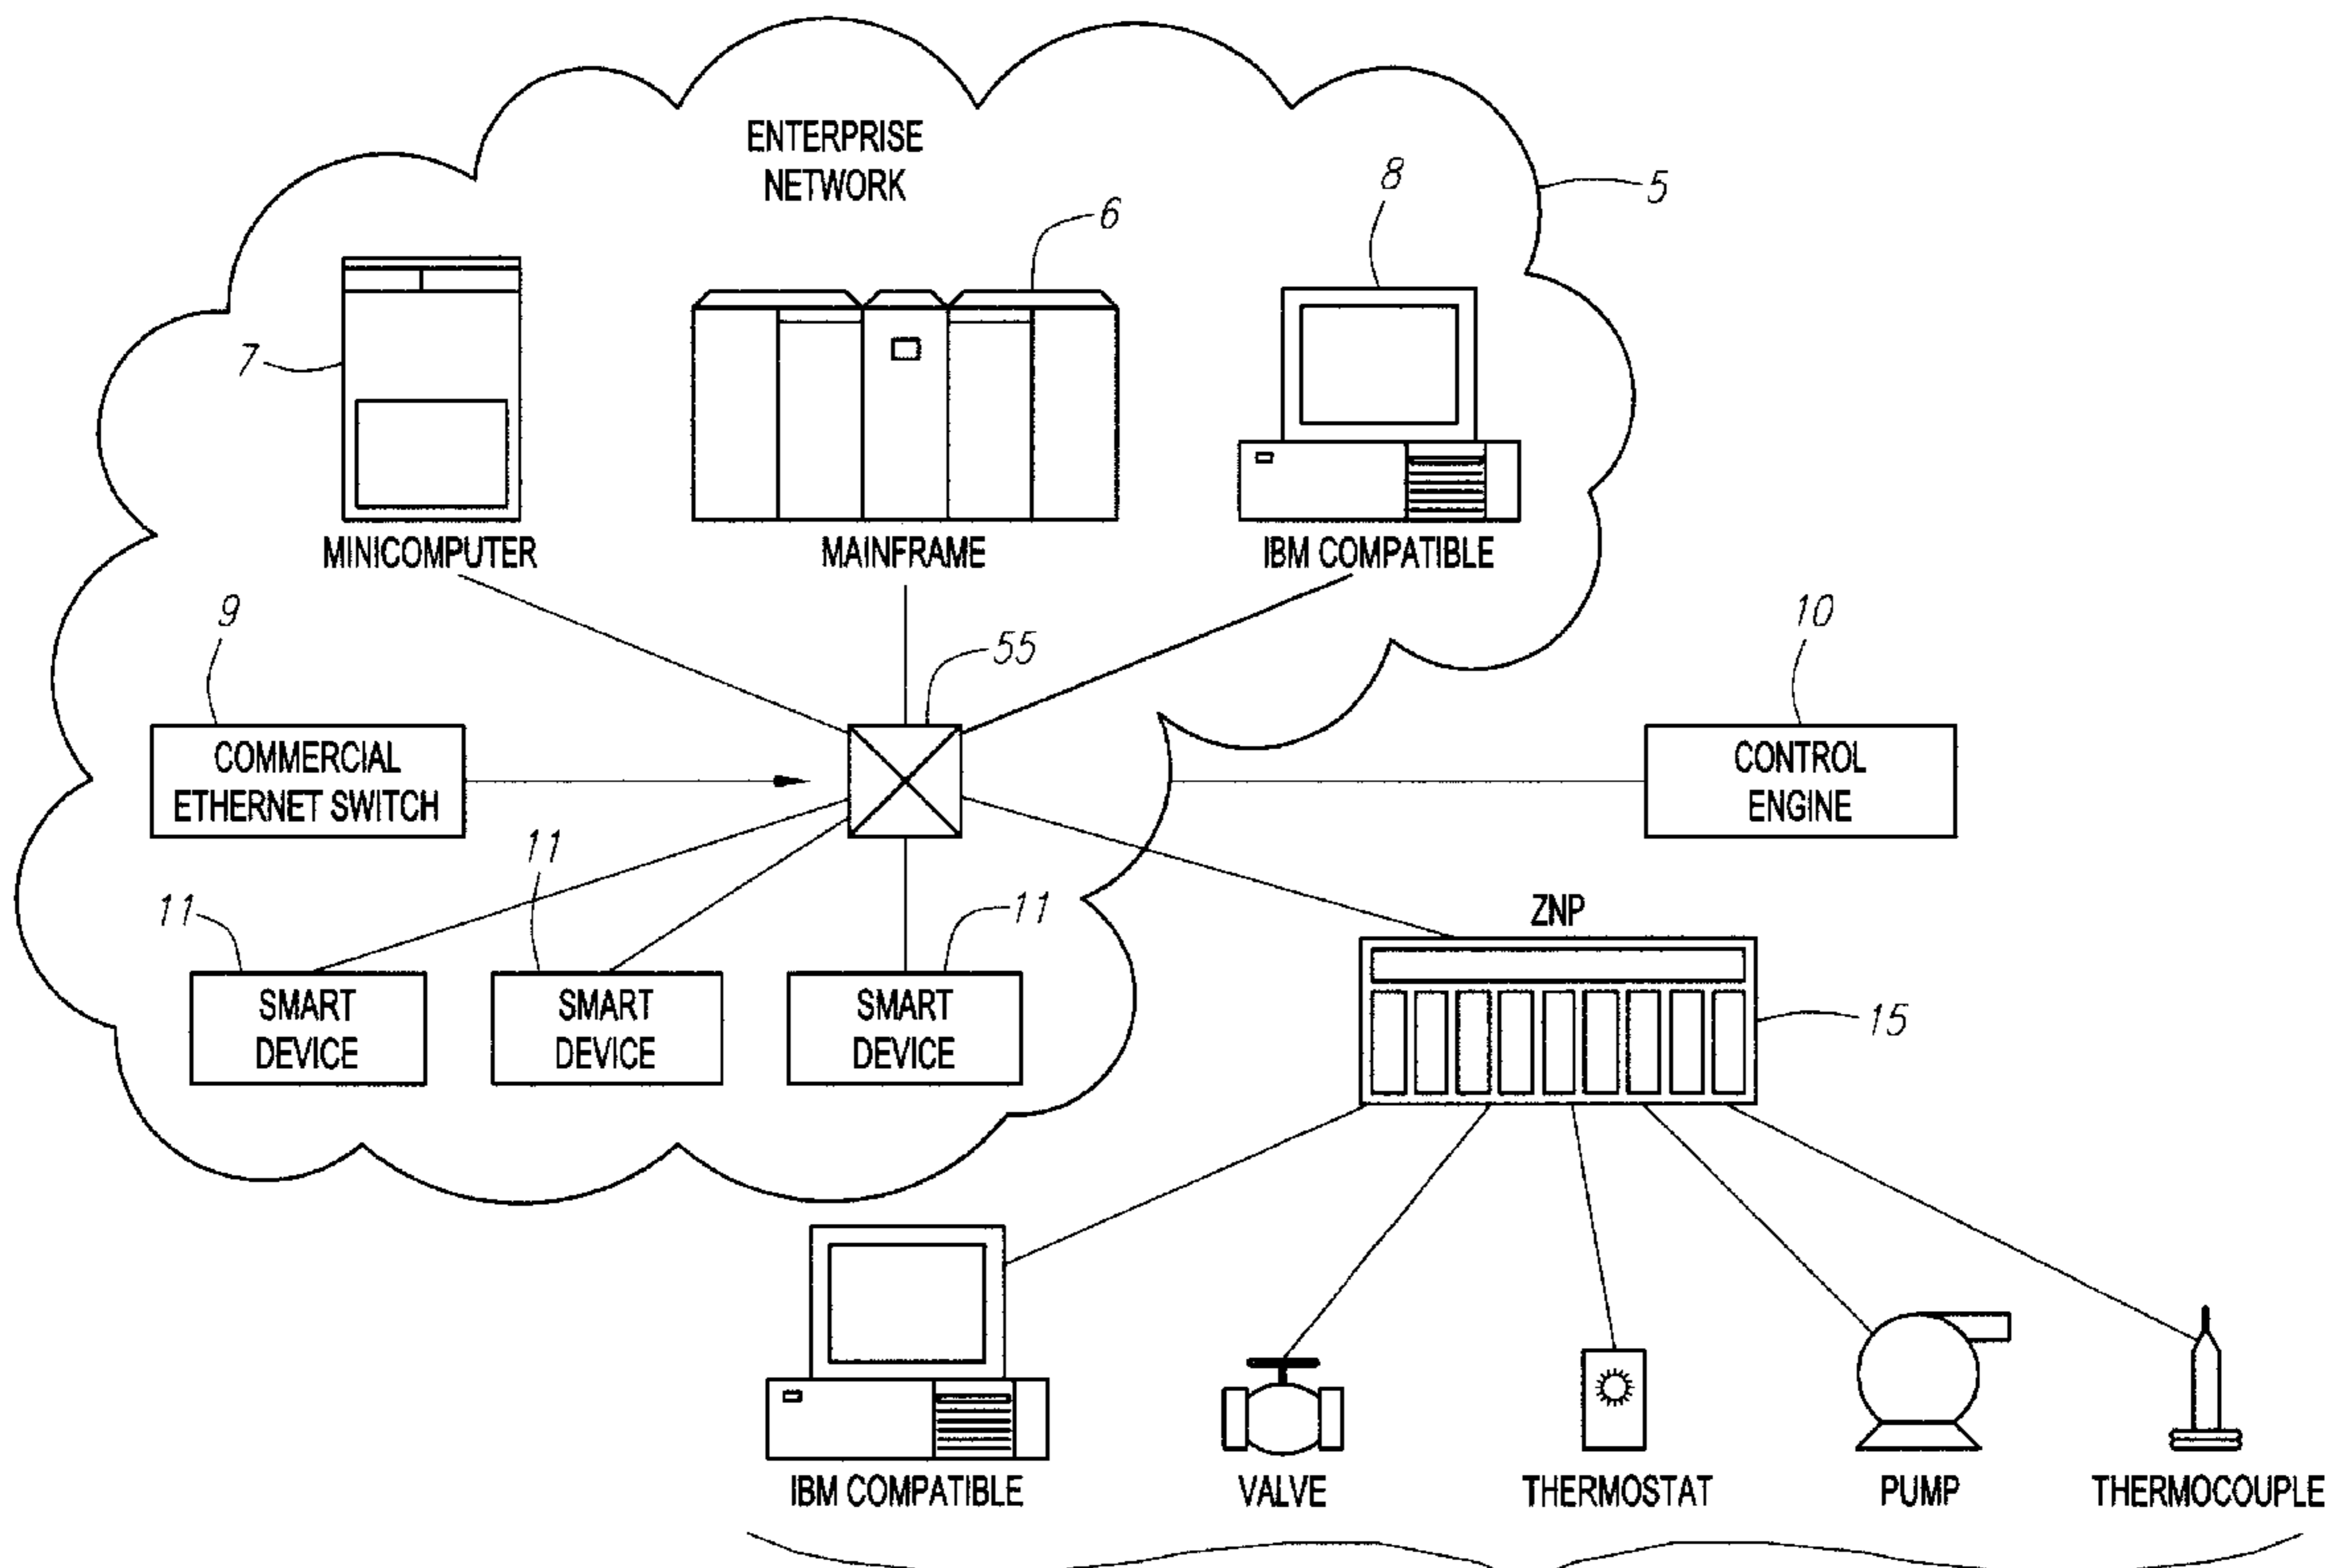 ENTERPRISE
NETWORK
8
5
6
7
MINICOMPUTER
MAINFRAME
IBM COMPATIBLE
9
55
10
COMMERCIAL
ETHERNET SWITCH
CONTROL
ENGINE
11
11
11
ZNP
SMART
DEVICE
SMART
DEVICE
SMART
DEVICE
15
IBM COMPATIBLE
VALVE
THERMOSTAT
PUMP
THERMOCOUPLE